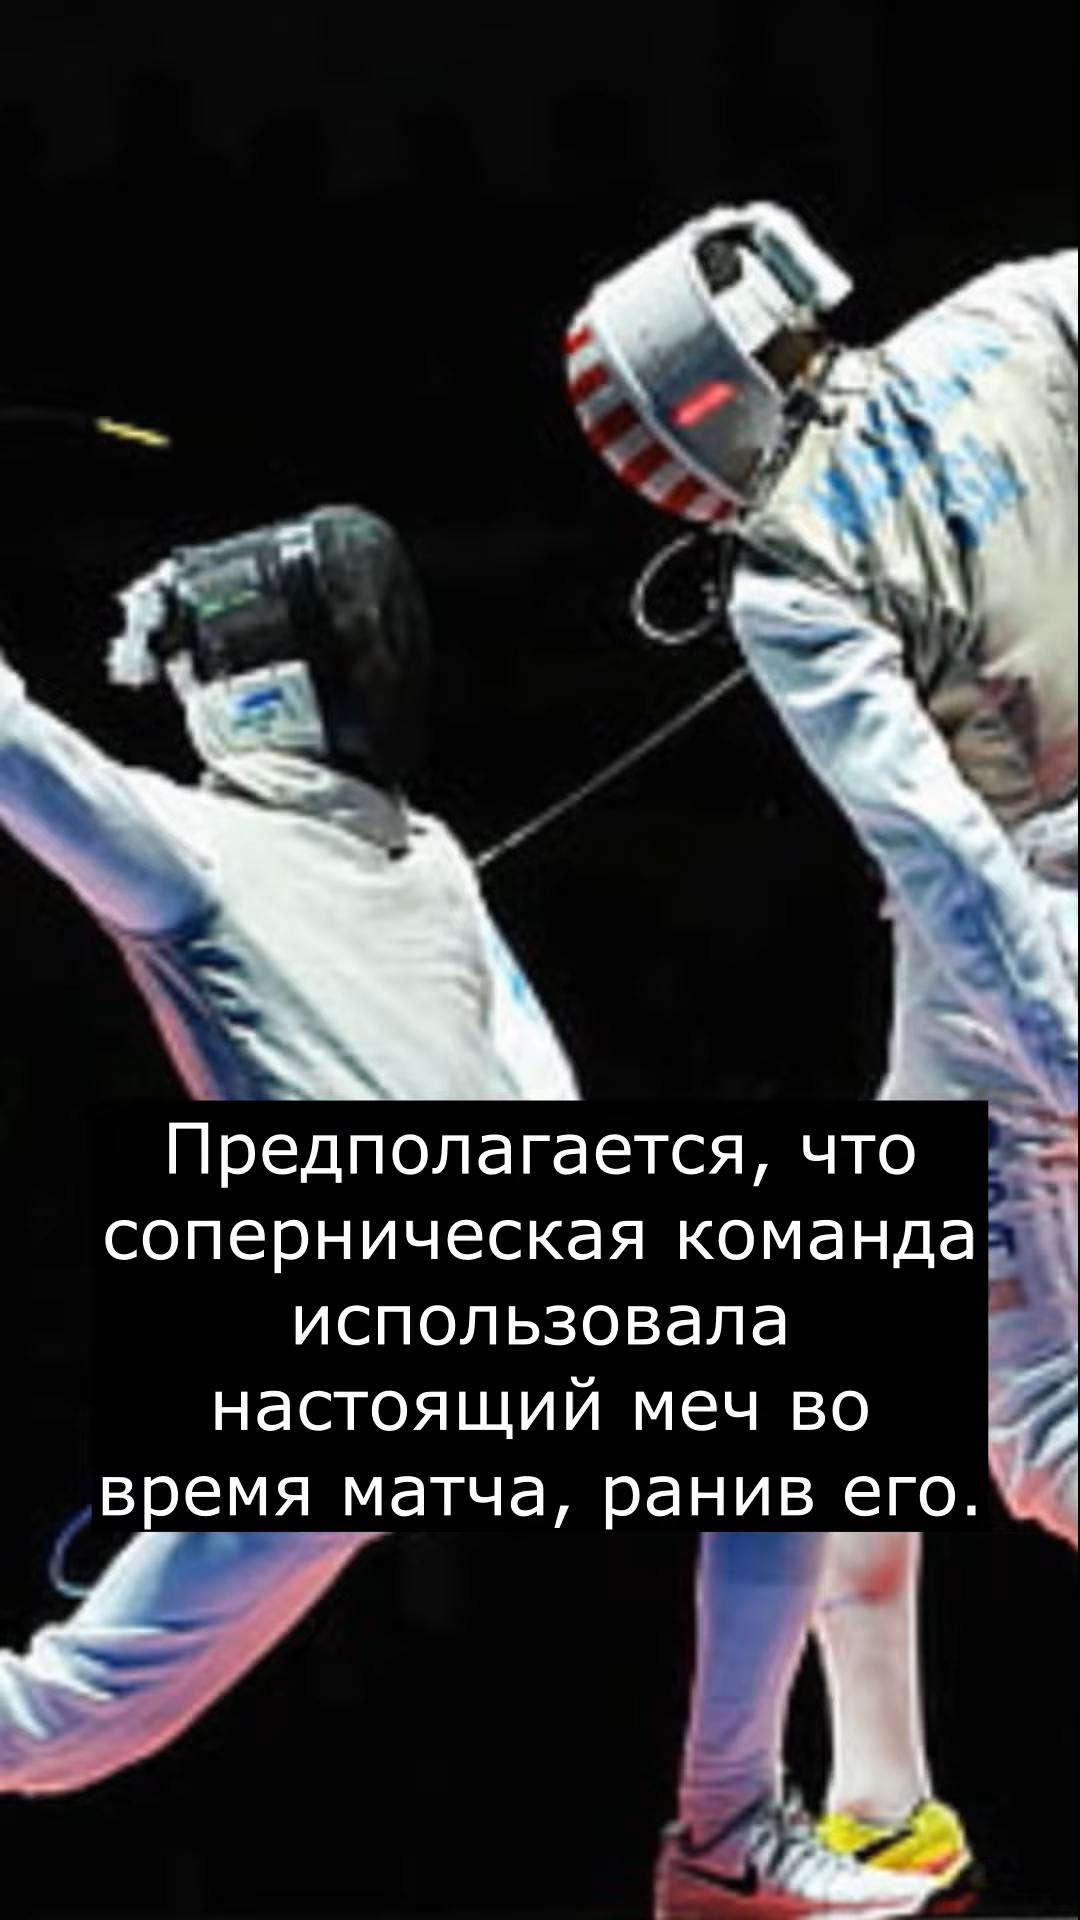 Предполагается, что
соперническая команда
использовала
настоящий меч во
время матча, ранив его.